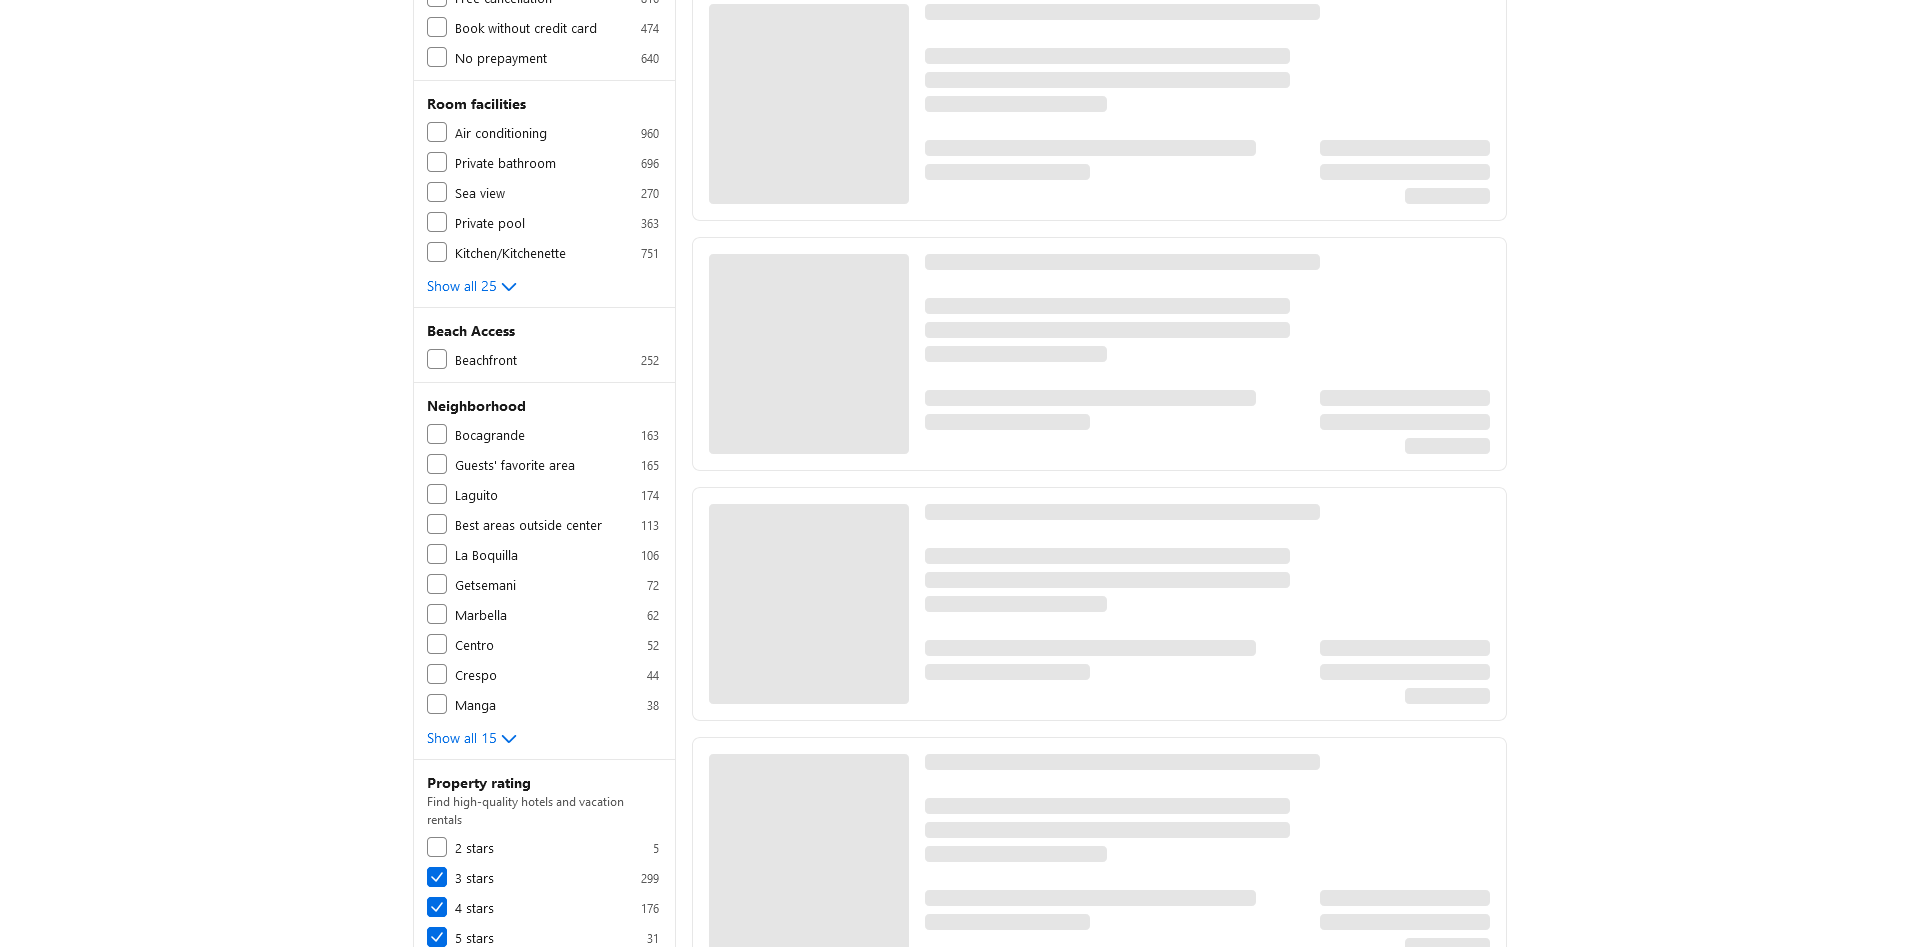 Free cancellation 818
Book without credit card 474
No prepayment 640
Room facilities
Air conditioning 960
Private bathroom 696
Sea view 270
Private pool 363
Kitchen/Kitchenette 751
Show all 25
Beach Access
Beachfront 252
Neighborhood
Bocagrande 163
Guests' favorite area 165
Laguito 174
Best areas outside center 113
La Boquilla 106
Getsemani 72
Marbella 62
Centro 52
Crespo 44
Manga 38
Show all 15
Property rating
Find high-quality hotels and vacation
rentals
2 stars 5
3 stars 299
4 stars 176
5 stars 31